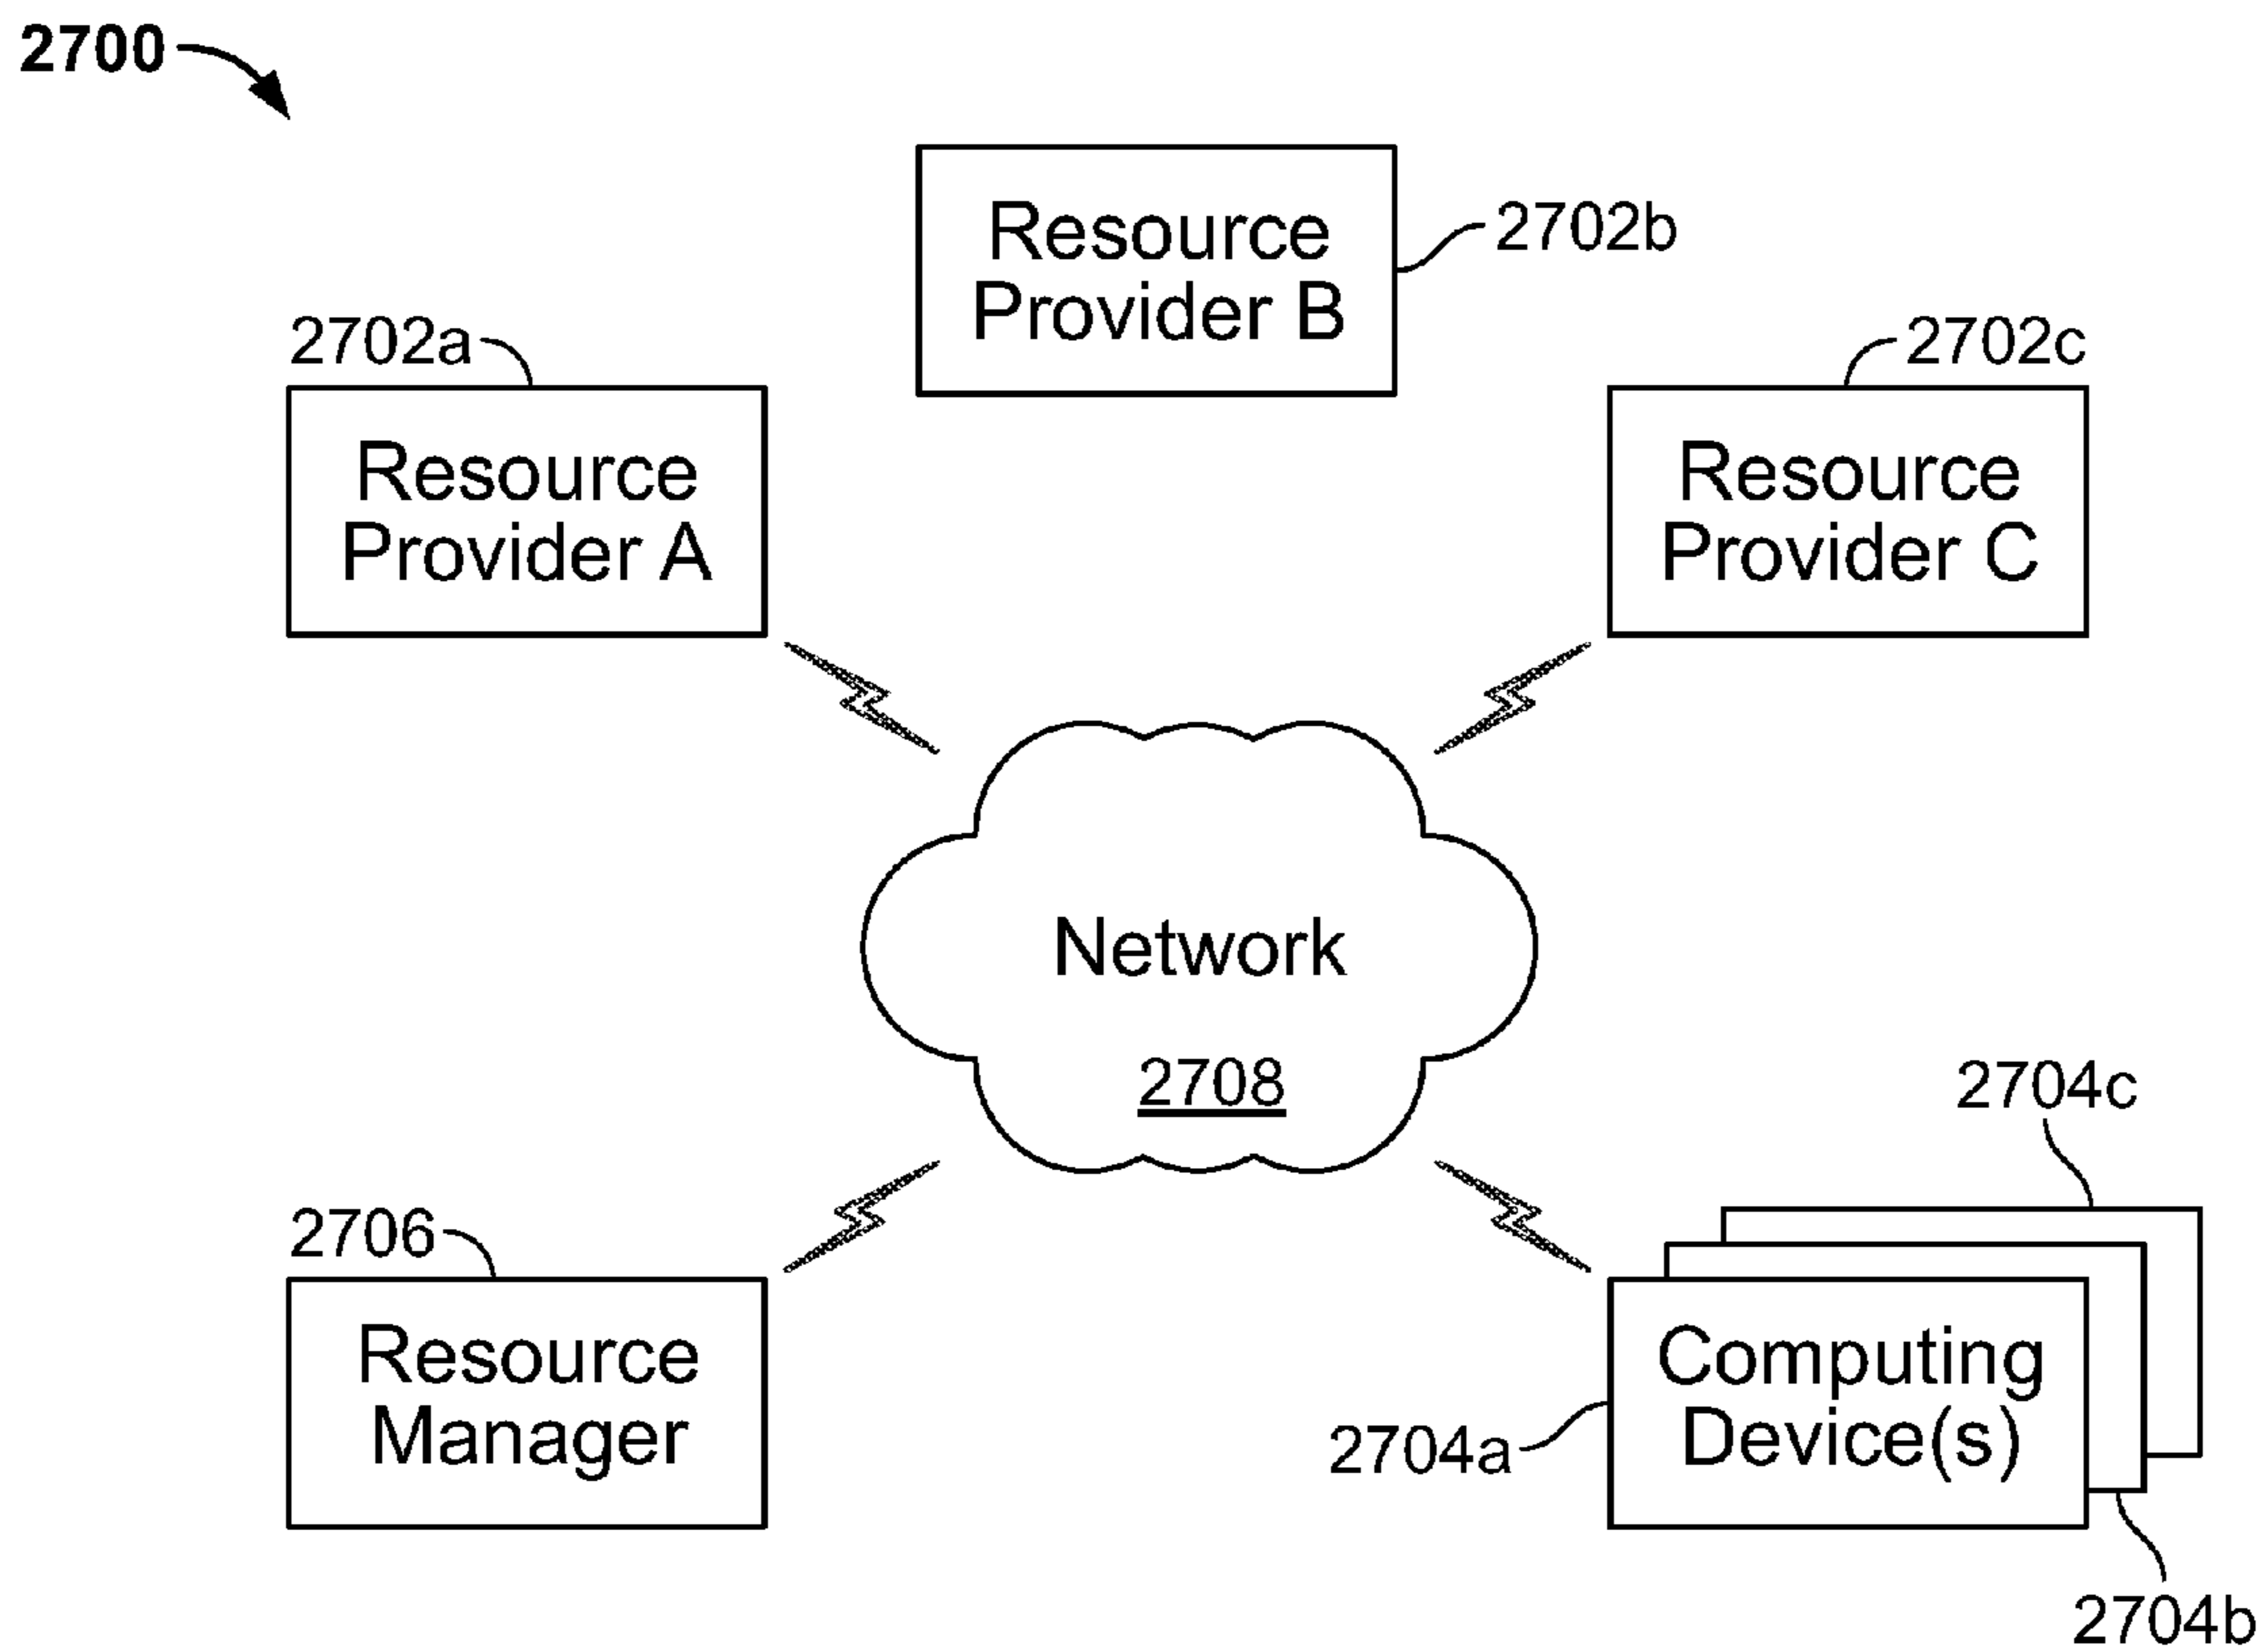 2700
Resource
Provider B
2702b
2702a
Resource
Provider A
2702c
Resource
Provider C
Network
2708
2706
Resource
Manager
2704c
Computing
Device(s)
2704a
2704b